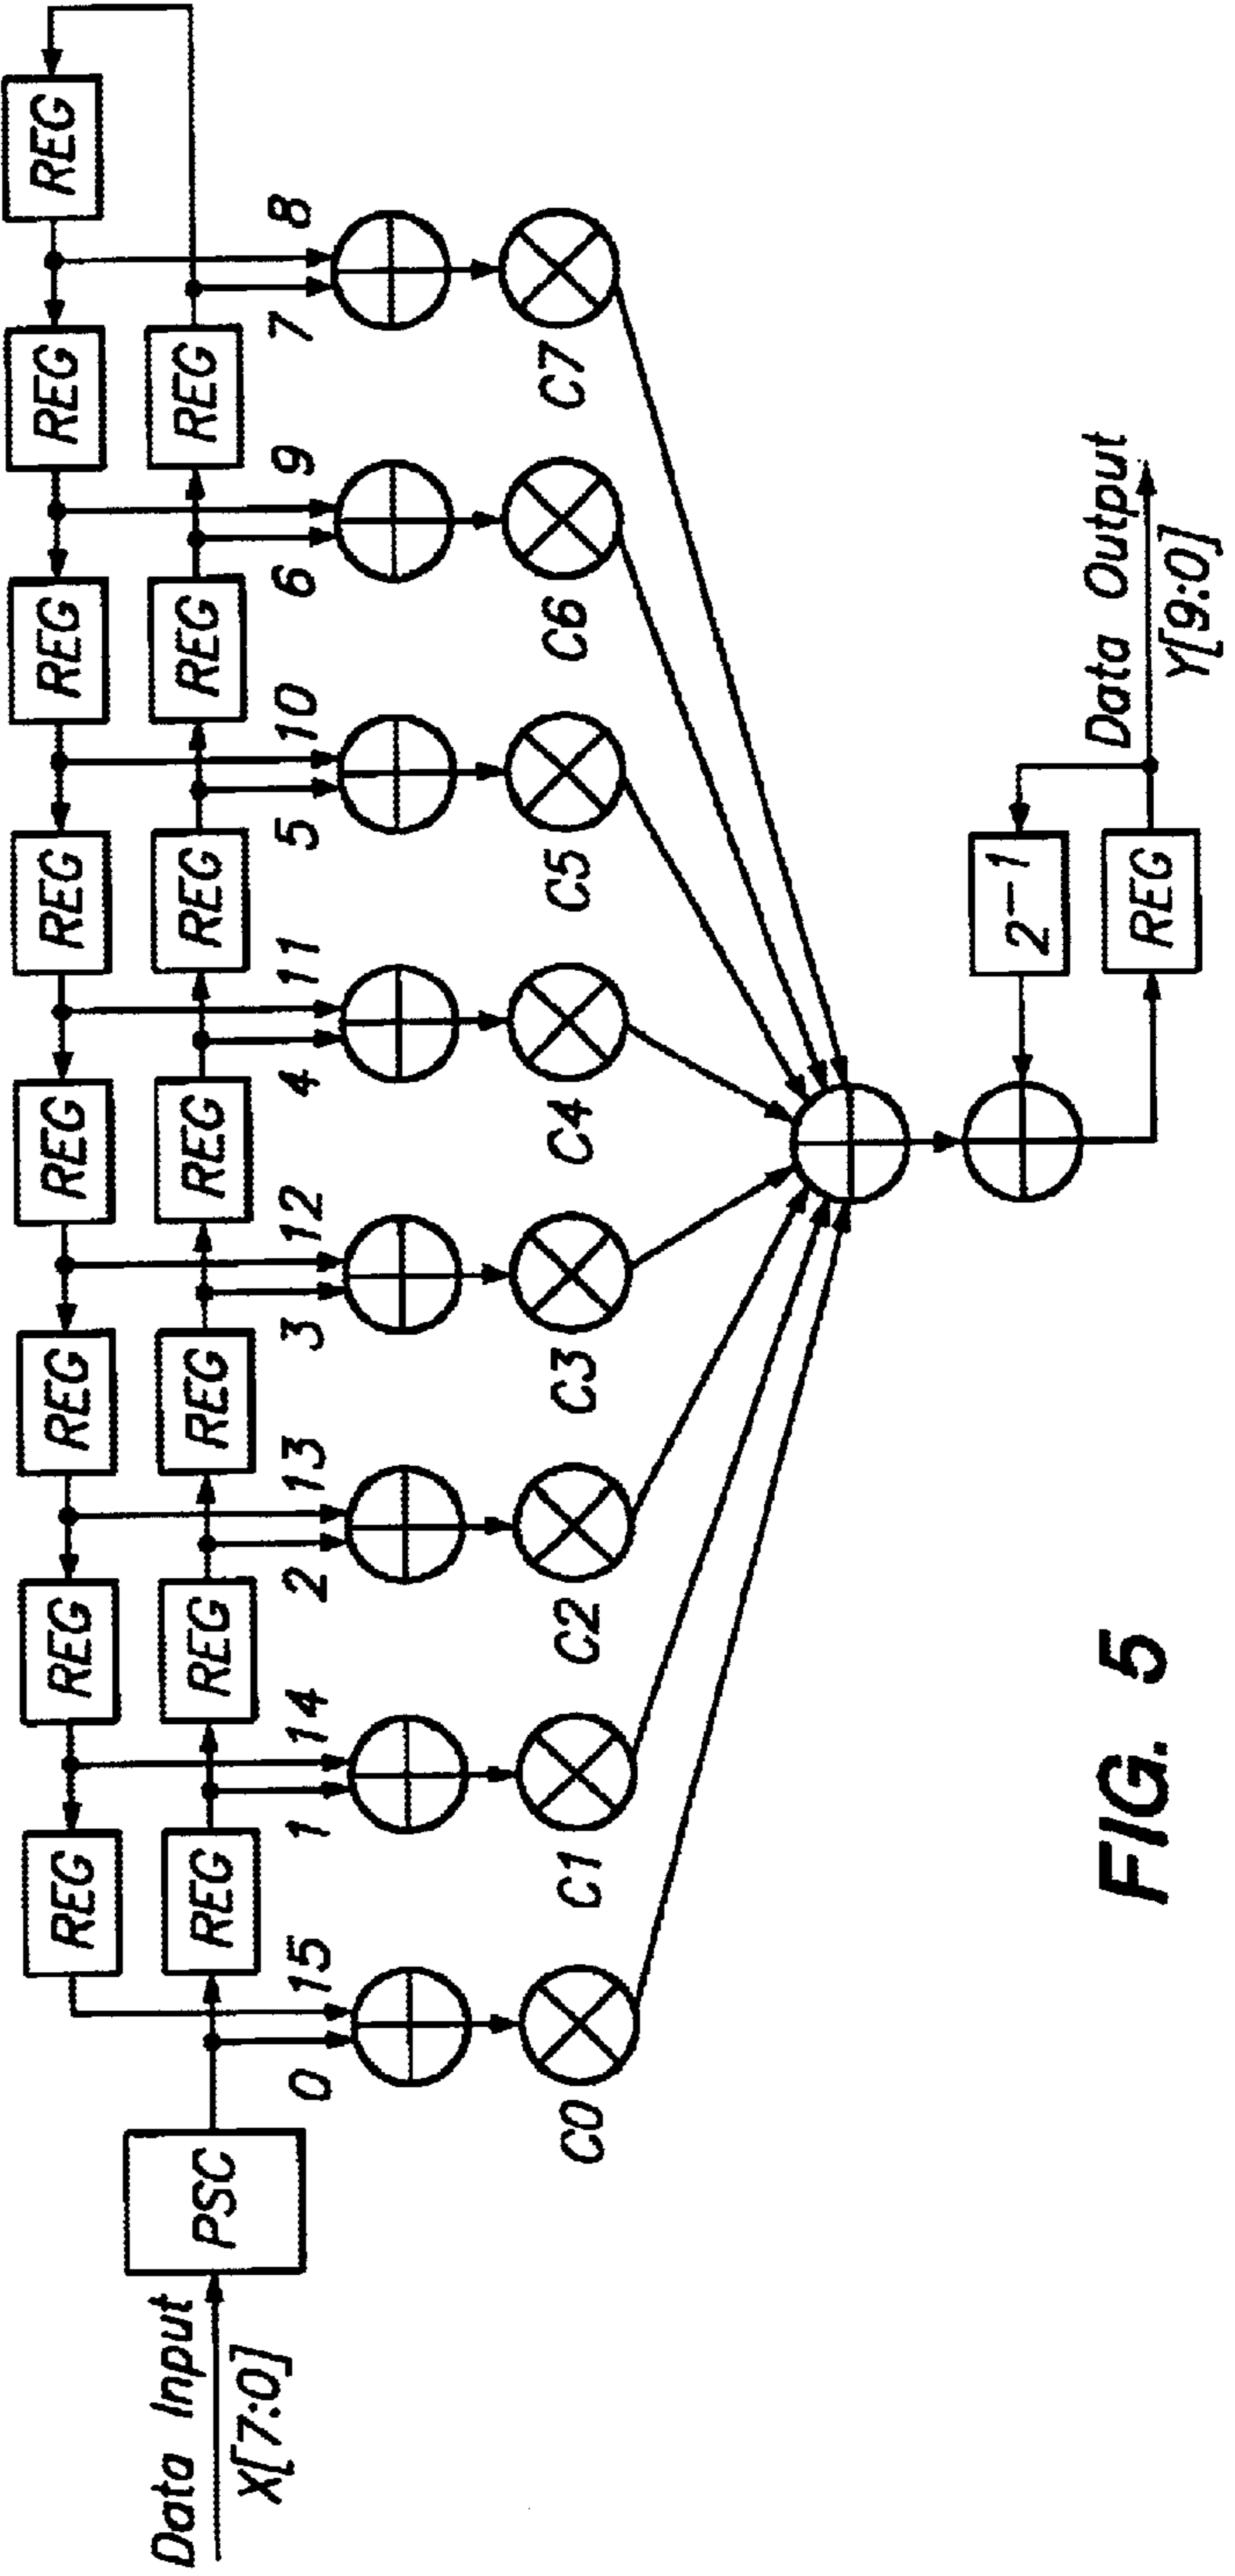 REG REG REG REG REG REG REG REG
Data Input
X[7:0]
PSC REG REG REG REG REG REG REG
0 15 1 14 2 13 3 12 4 11 5 10 6 9 7 8
C0 C1 C2 C3 C4 C5 C6 C7
2⁻¹
REG
Data Output
Y[9:0]
FIG. 5